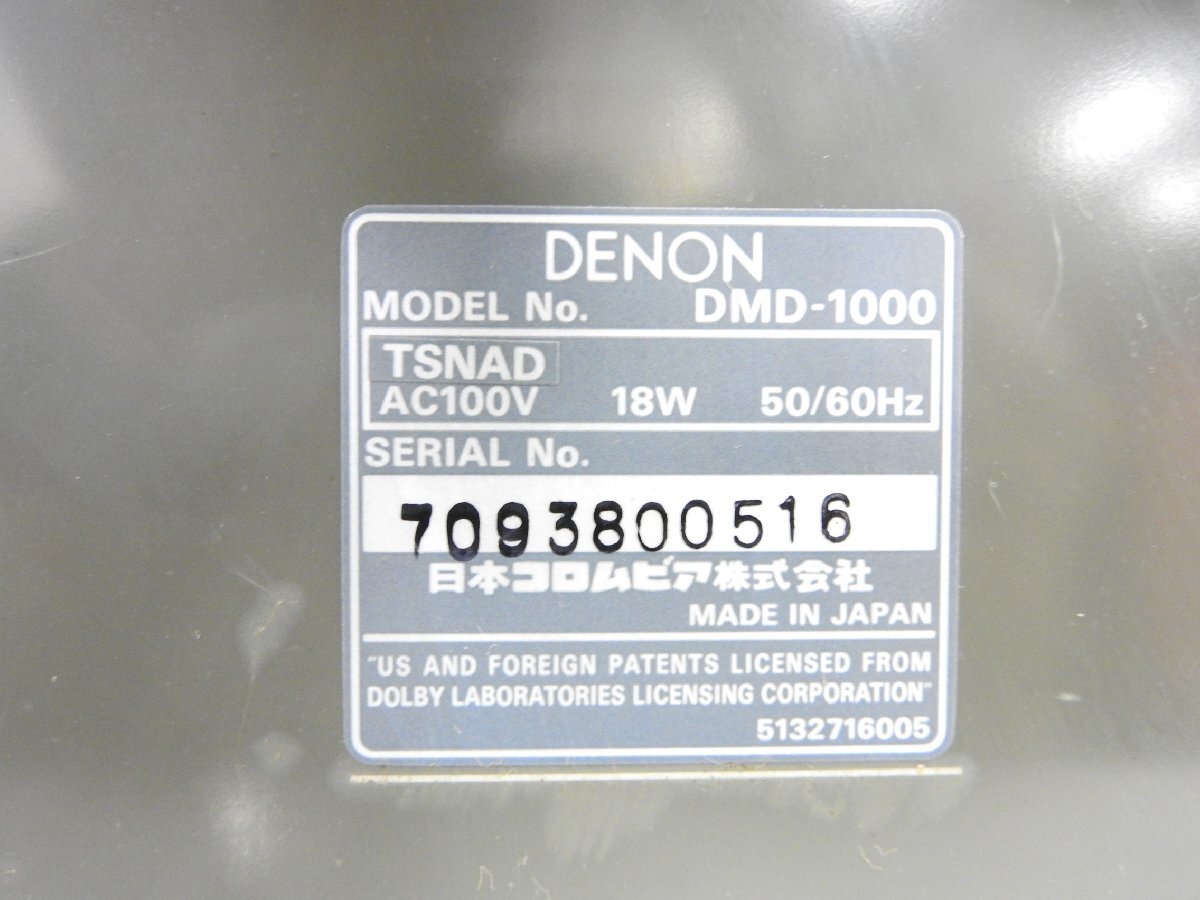 DENON
MODEL No. DMD-1000
TSNAD
AC100V 18W 50/60Hz
SERIAL No.
7093800516
日本コロムビア株式会社
MADE IN JAPAN
"US AND FOREIGN PATENTS LICENSED FROM
DOLBY LABORATORIES LICENSING CORPORATION"
5132716005